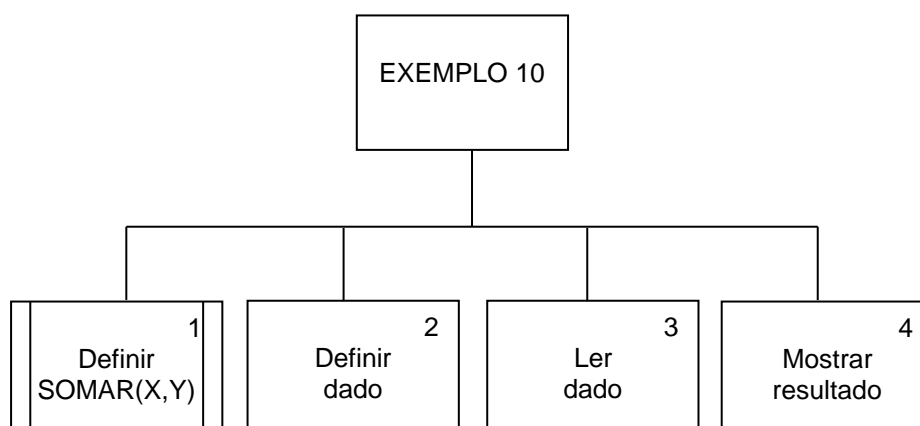 EXEMPLO 10
1
Definir
SOMAR(X,Y)
2
Definir
dado
3
Ler
dado
4
Mostrar
resultado